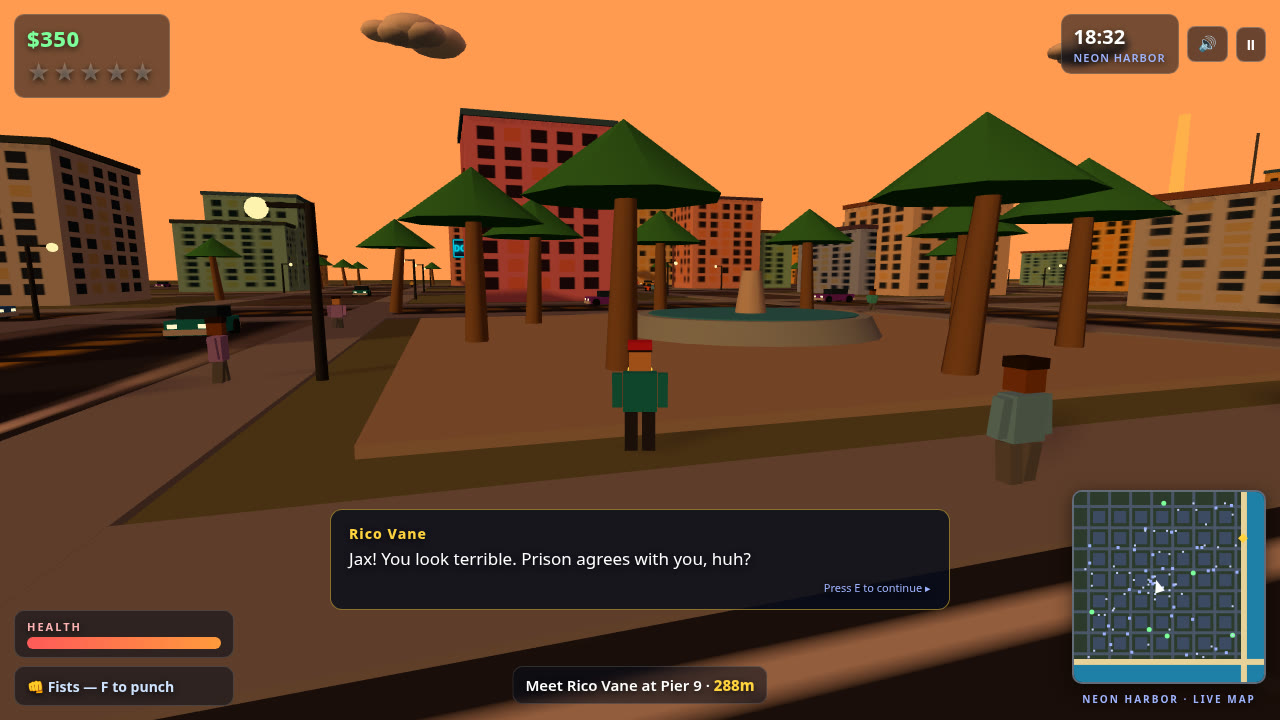 $350
18:32
NEON HARBOR
Rico Vane
Jax! You look terrible. Prison agrees with you, huh?
Press E to continue ▸
HEALTH
Fists — F to punch
Meet Rico Vane at Pier 9 · 288m
NEON HARBOR · LIVE MAP